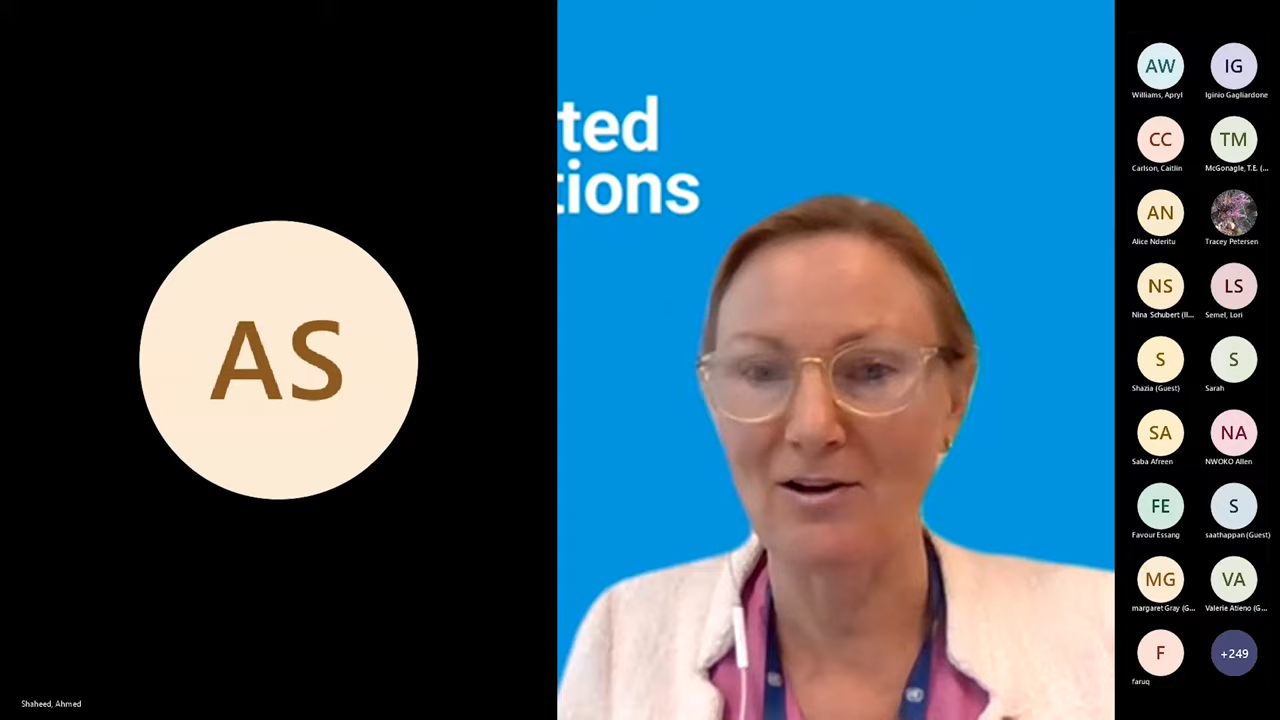 AS
Shaheed, Ahmed
ted
tions
AW
Williams, Apryl
IG
Iginio Gagliardone
CC
Carlson, Caitlin
TM
McGonagle, T.E. (...
AN
Alice Nderitu
Tracey Petersen
NS
Nina Schubert (II...
LS
Semel, Lori
S
Shazia (Guest)
S
Sarah
SA
Saba Afreen
NA
NWOKO Allen
FE
Favour Essang
S
saathappan (Guest)
MG
margaret Gray (G...
VA
Valerie Atieno (G...
F
faruq
+249